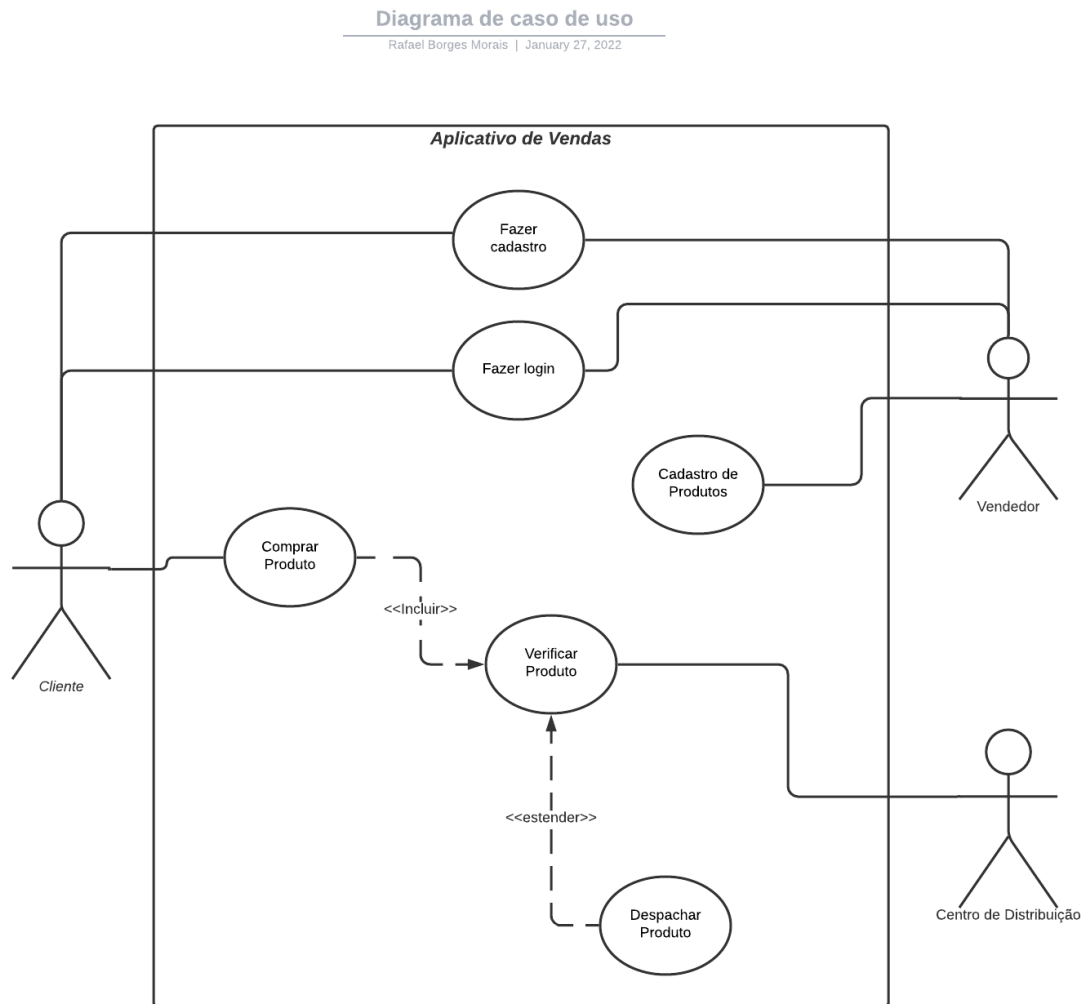 Diagrama de caso de uso
Rafael Borges Morais | January 27, 2022
Aplicativo de Vendas
Fazer
cadastro
Fazer login
Cadastro de
Produtos
Vendedor
Comprar
Produto
<<Incluir>>
Verificar
Produto
Cliente
<<estender>>
Despachar
Produto
Centro de Distribuição